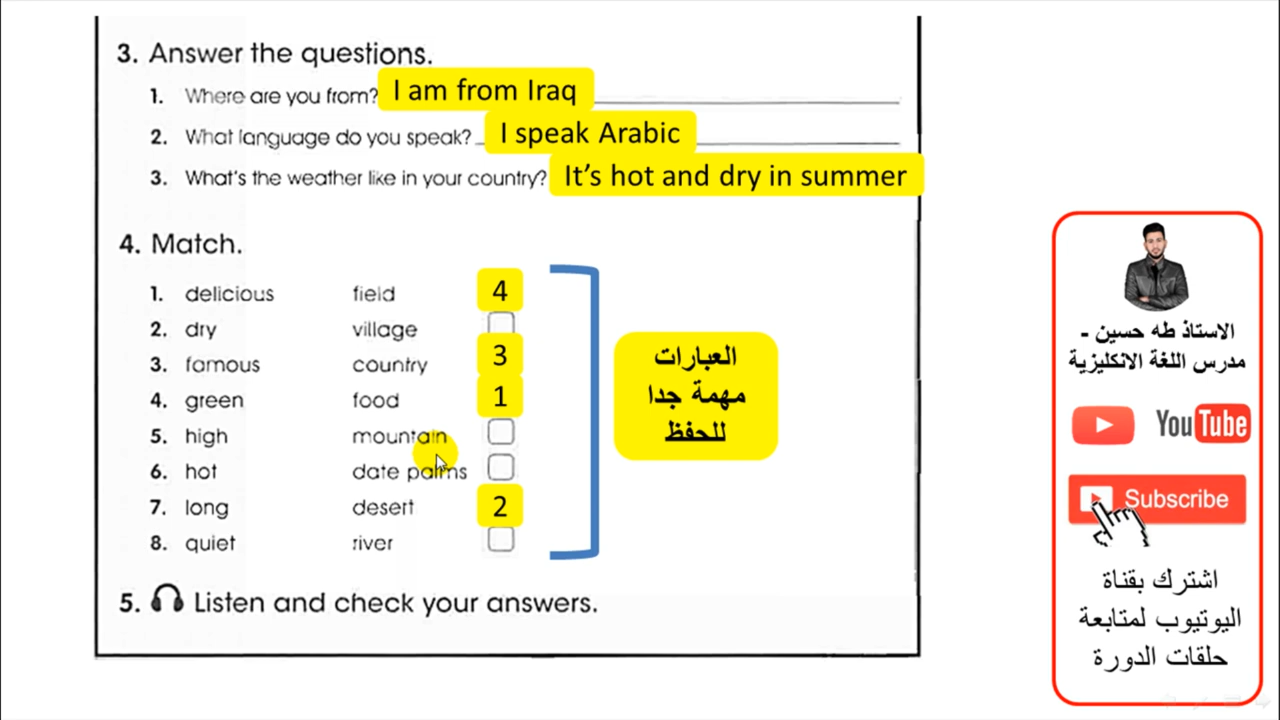 3. Answer the questions.
1. Where are you from? I am from Iraq
2. What language do you speak? I speak Arabic
3. What's the weather like in your country? It's hot and dry in summer
4. Match.
1. delicious field 4
2. dry village
3. famous country 3
4. green food 1
5. high mountain
6. hot date palms
7. long desert 2
8. quiet river
5. Listen and check your answers.
العبارات
مهمة جدا
للحفظ
الاستاذ طه حسين -
مدرس اللغة الانكليزية
YouTube
Subscribe
اشترك بقناة
اليوتيوب لمتابعة
حلقات الدورة